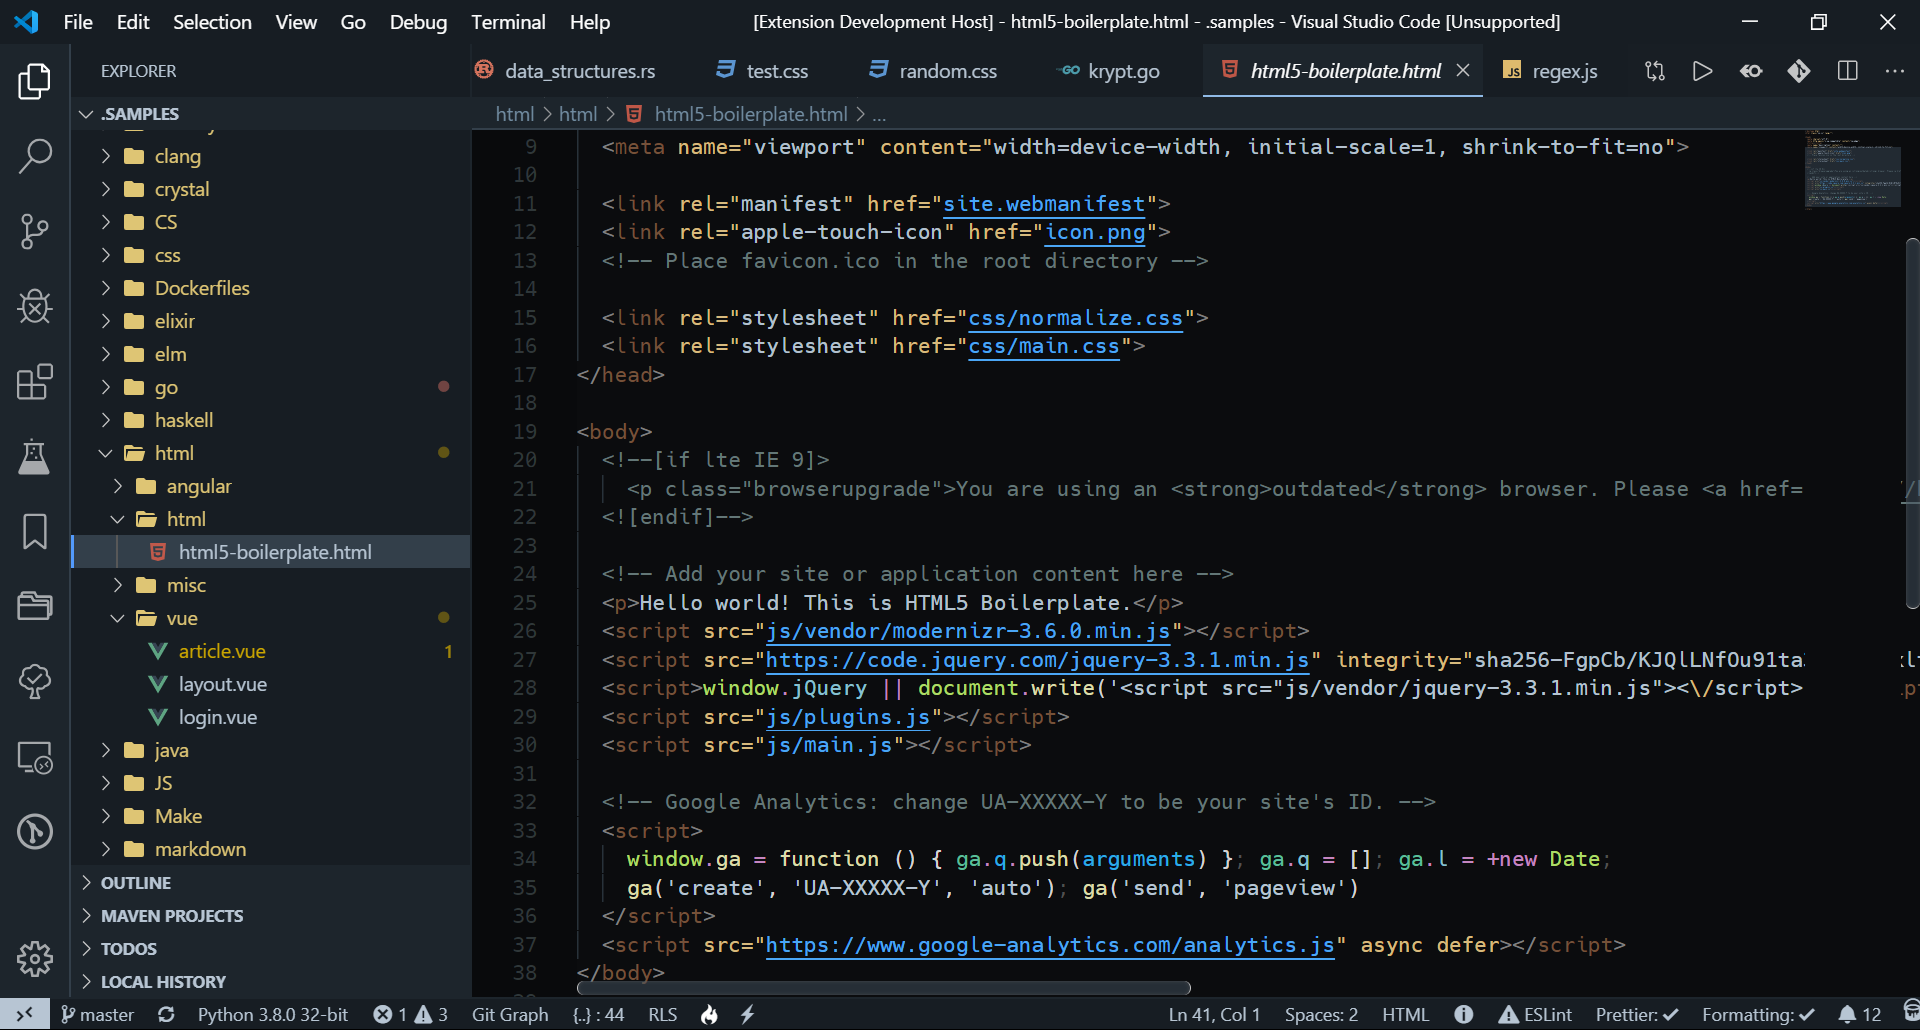 File Edit Selection View Go Debug Terminal Help
[Extension Development Host] - html5-boilerplate.html - .samples - Visual Studio Code [Unsupported]
EXPLORER
data_structures.rs
test.css
random.css
krypt.go
html5-boilerplate.html
JS regex.js
.SAMPLES
html > html > html5-boilerplate.html > ...
clang
crystal
CS
css
Dockerfiles
elixir
elm
go
haskell
html
angular
html
html5-boilerplate.html
misc
vue
article.vue 1
layout.vue
login.vue
java
JS
Make
markdown
OUTLINE
MAVEN PROJECTS
TODOS
LOCAL HISTORY
9 <meta name="viewport" content="width=device-width, initial-scale=1, shrink-to-fit=no">
10
11 <link rel="manifest" href="site.webmanifest">
12 <link rel="apple-touch-icon" href="icon.png">
13 <!-- Place favicon.ico in the root directory -->
14
15 <link rel="stylesheet" href="css/normalize.css">
16 <link rel="stylesheet" href="css/main.css">
17 </head>
18
19 <body>
20 <!--[if lte IE 9]>
21 <p class="browserupgrade">You are using an <strong>outdated</strong> browser. Please <a href=
22 <![endif]-->
23
24 <!-- Add your site or application content here -->
25 <p>Hello world! This is HTML5 Boilerplate.</p>
26 <script src="js/vendor/modernizr-3.6.0.min.js"></script>
27 <script src="https://code.jquery.com/jquery-3.3.1.min.js" integrity="sha256-FgpCb/KJQlLNfOu91ta
28 <script>window.jQuery || document.write('<script src="js/vendor/jquery-3.3.1.min.js"><\/script>
29 <script src="js/plugins.js"></script>
30 <script src="js/main.js"></script>
31
32 <!-- Google Analytics: change UA-XXXXX-Y to be your site's ID. -->
33 <script>
34 window.ga = function () { ga.q.push(arguments) }; ga.q = []; ga.l = +new Date;
35 ga('create', 'UA-XXXXX-Y', 'auto'); ga('send', 'pageview')
36 </script>
37 <script src="https://www.google-analytics.com/analytics.js" async defer></script>
38 </body>
master Python 3.8.0 32-bit 1 3 Git Graph {..} : 44 RLS
Ln 41, Col 1 Spaces: 2 HTML ESLint Prettier: ✓ Formatting: ✓ 12